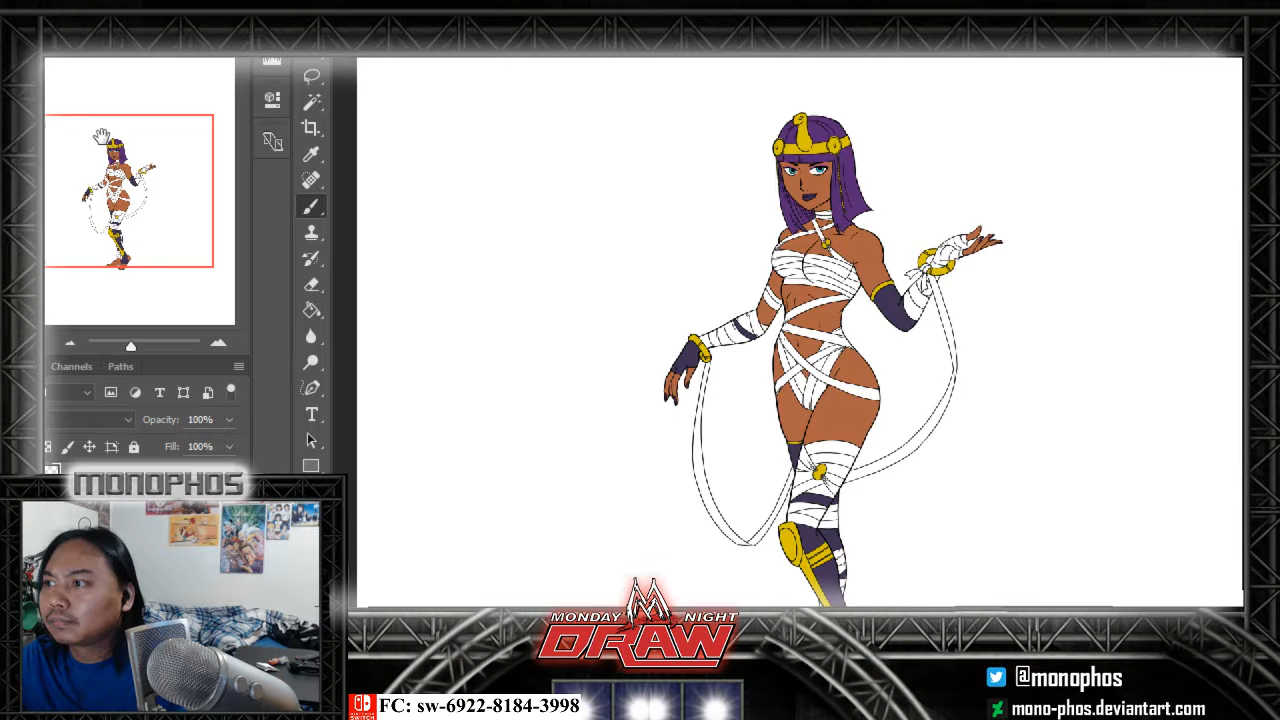 Channels Paths
Opacity: 100%
Fill: 100%
MONOPHOS
MONDAY NIGHT
DRAW
FC: sw-6922-8184-3998
@monophos
mono-phos.deviantart.com